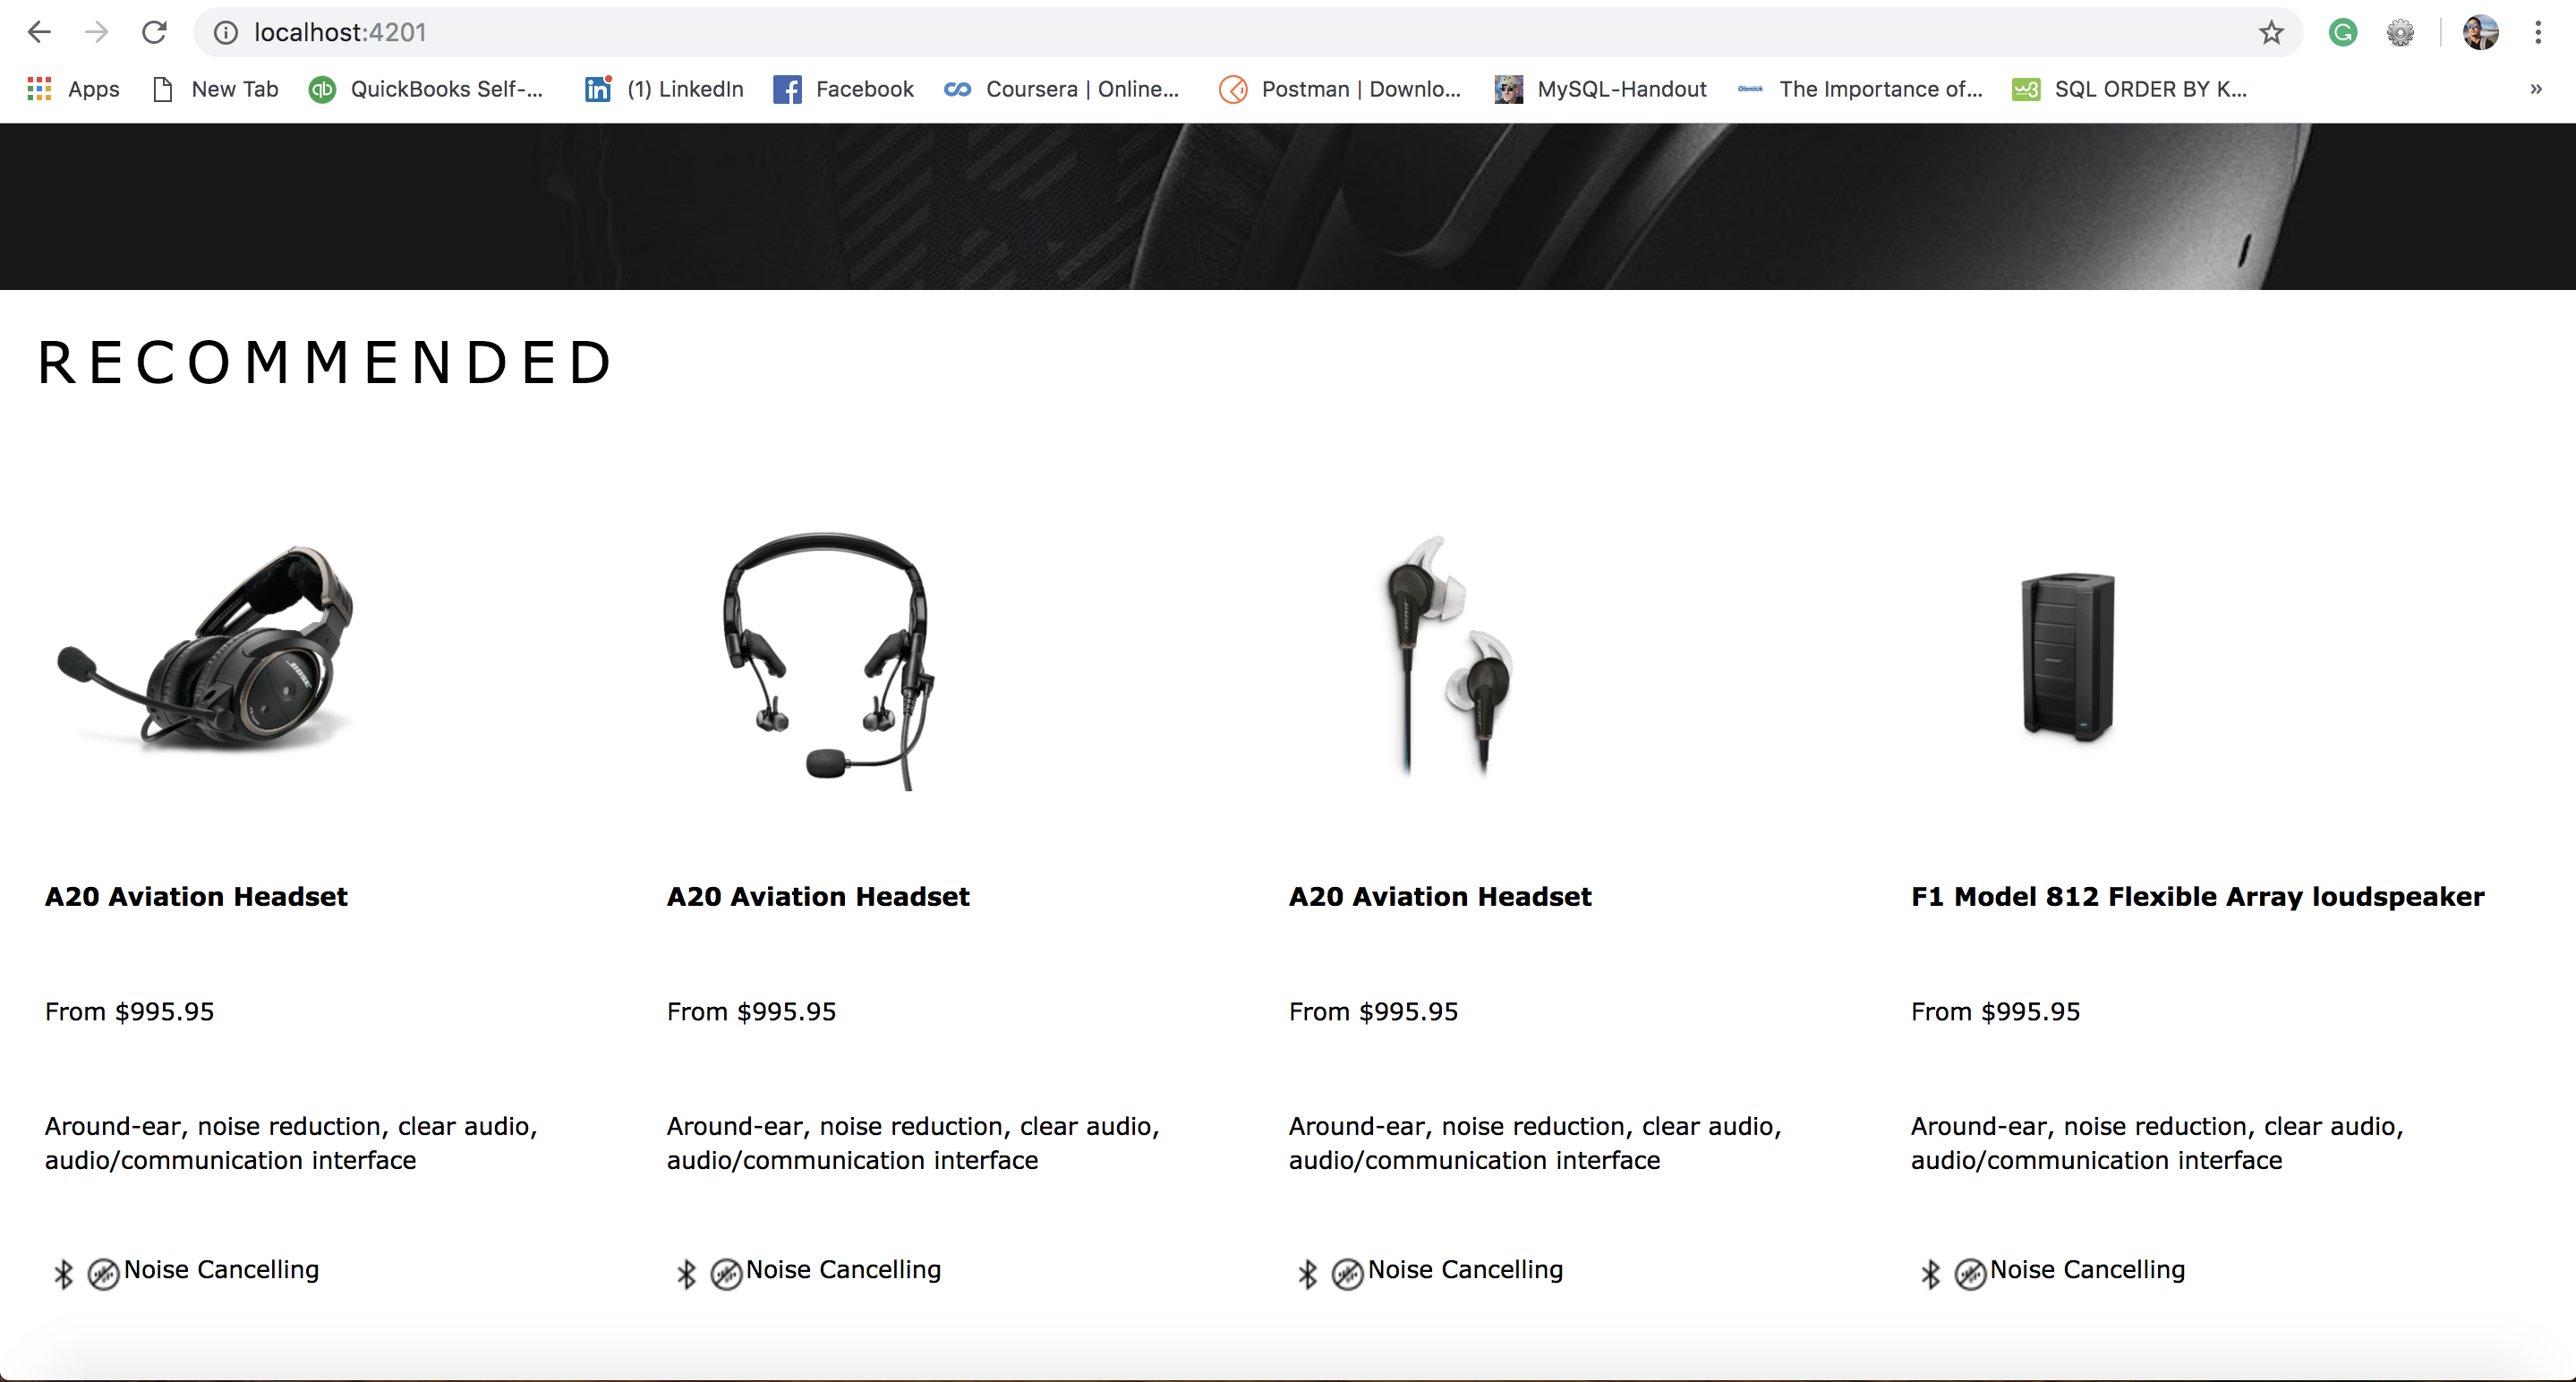 localhost:4201
Apps New Tab QuickBooks Self-... (1) LinkedIn Facebook Coursera | Online... Postman | Downlo... MySQL-Handout The Importance of... SQL ORDER BY K... »
RECOMMENDED
BOSE
A20 Aviation Headset A20 Aviation Headset A20 Aviation Headset F1 Model 812 Flexible Array loudspeaker
From $995.95 From $995.95 From $995.95 From $995.95
Around-ear, noise reduction, clear audio, Around-ear, noise reduction, clear audio, Around-ear, noise reduction, clear audio, Around-ear, noise reduction, clear audio,
audio/communication interface audio/communication interface audio/communication interface audio/communication interface
Noise Cancelling Noise Cancelling Noise Cancelling Noise Cancelling